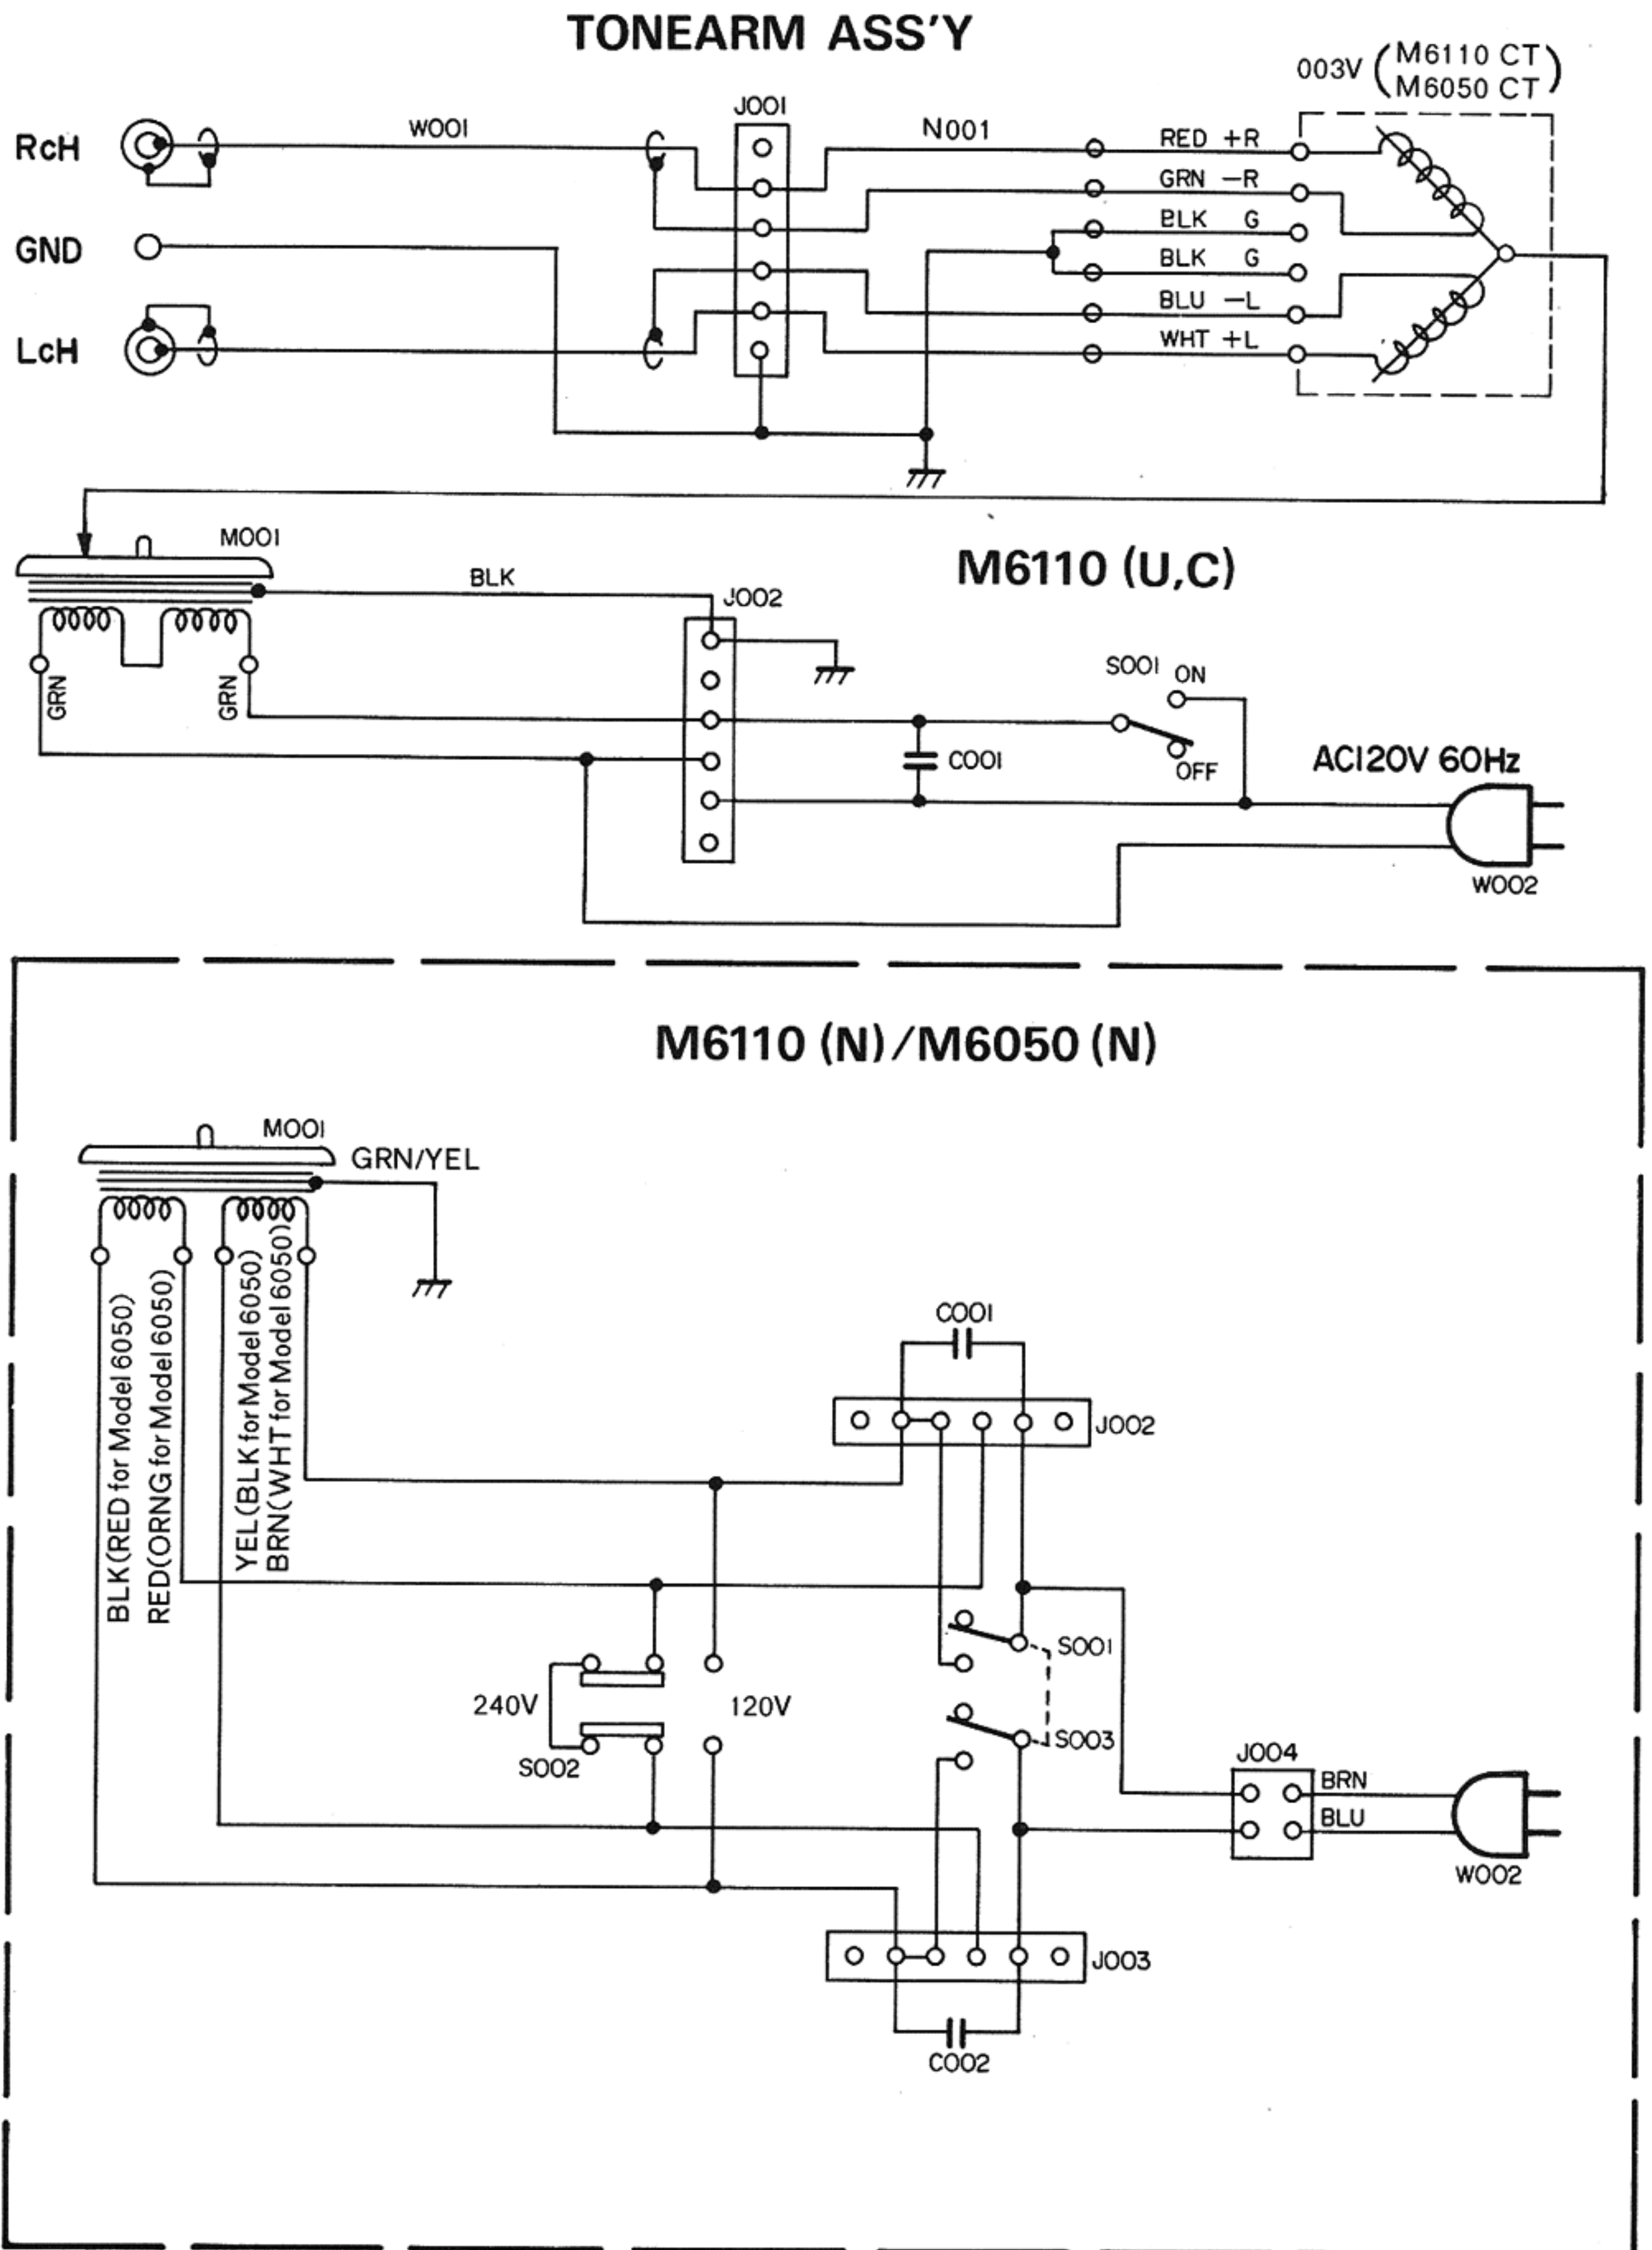 TONEARM ASS'Y
003V (M6110 CT
M6050 CT)
J001
RcH
W001
N001
RED +R
GRN −R
BLK G
GND
BLK G
BLU −L
LcH
WHT +L
M001
BLK
M6110 (U,C)
J002
S001 ON
GRN
GRN
OFF
C001
AC120V 60Hz
W002
M6110 (N)/M6050 (N)
M001
GRN/YEL
BLK(RED for Model 6050)
RED(ORNG for Model 6050)
YEL(BLK for Model 6050)
BRN(WHT for Model 6050)
C001
J002
S001
240V
120V
S003
S002
J004
BRN
BLU
W002
J003
C002